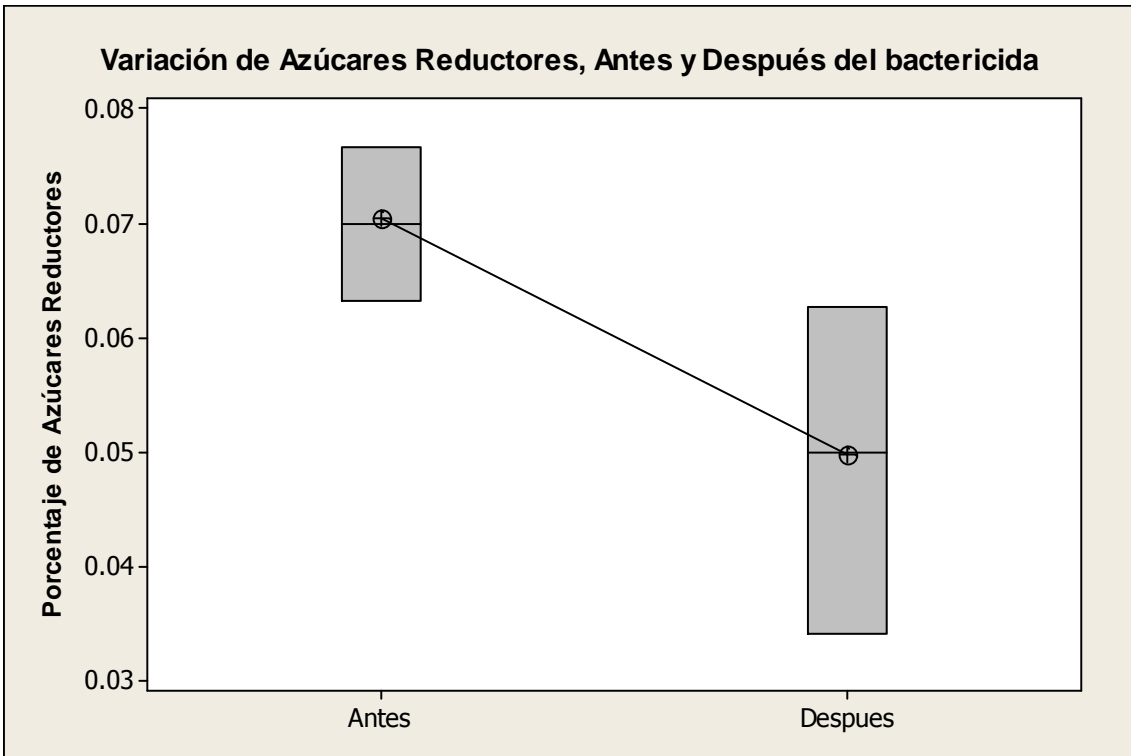 Variación de Azúcares Reductores, Antes y Después del bactericida
Porcentaje de Azúcares Reductores
0.08
0.07
0.06
0.05
0.04
0.03
Antes
Despues